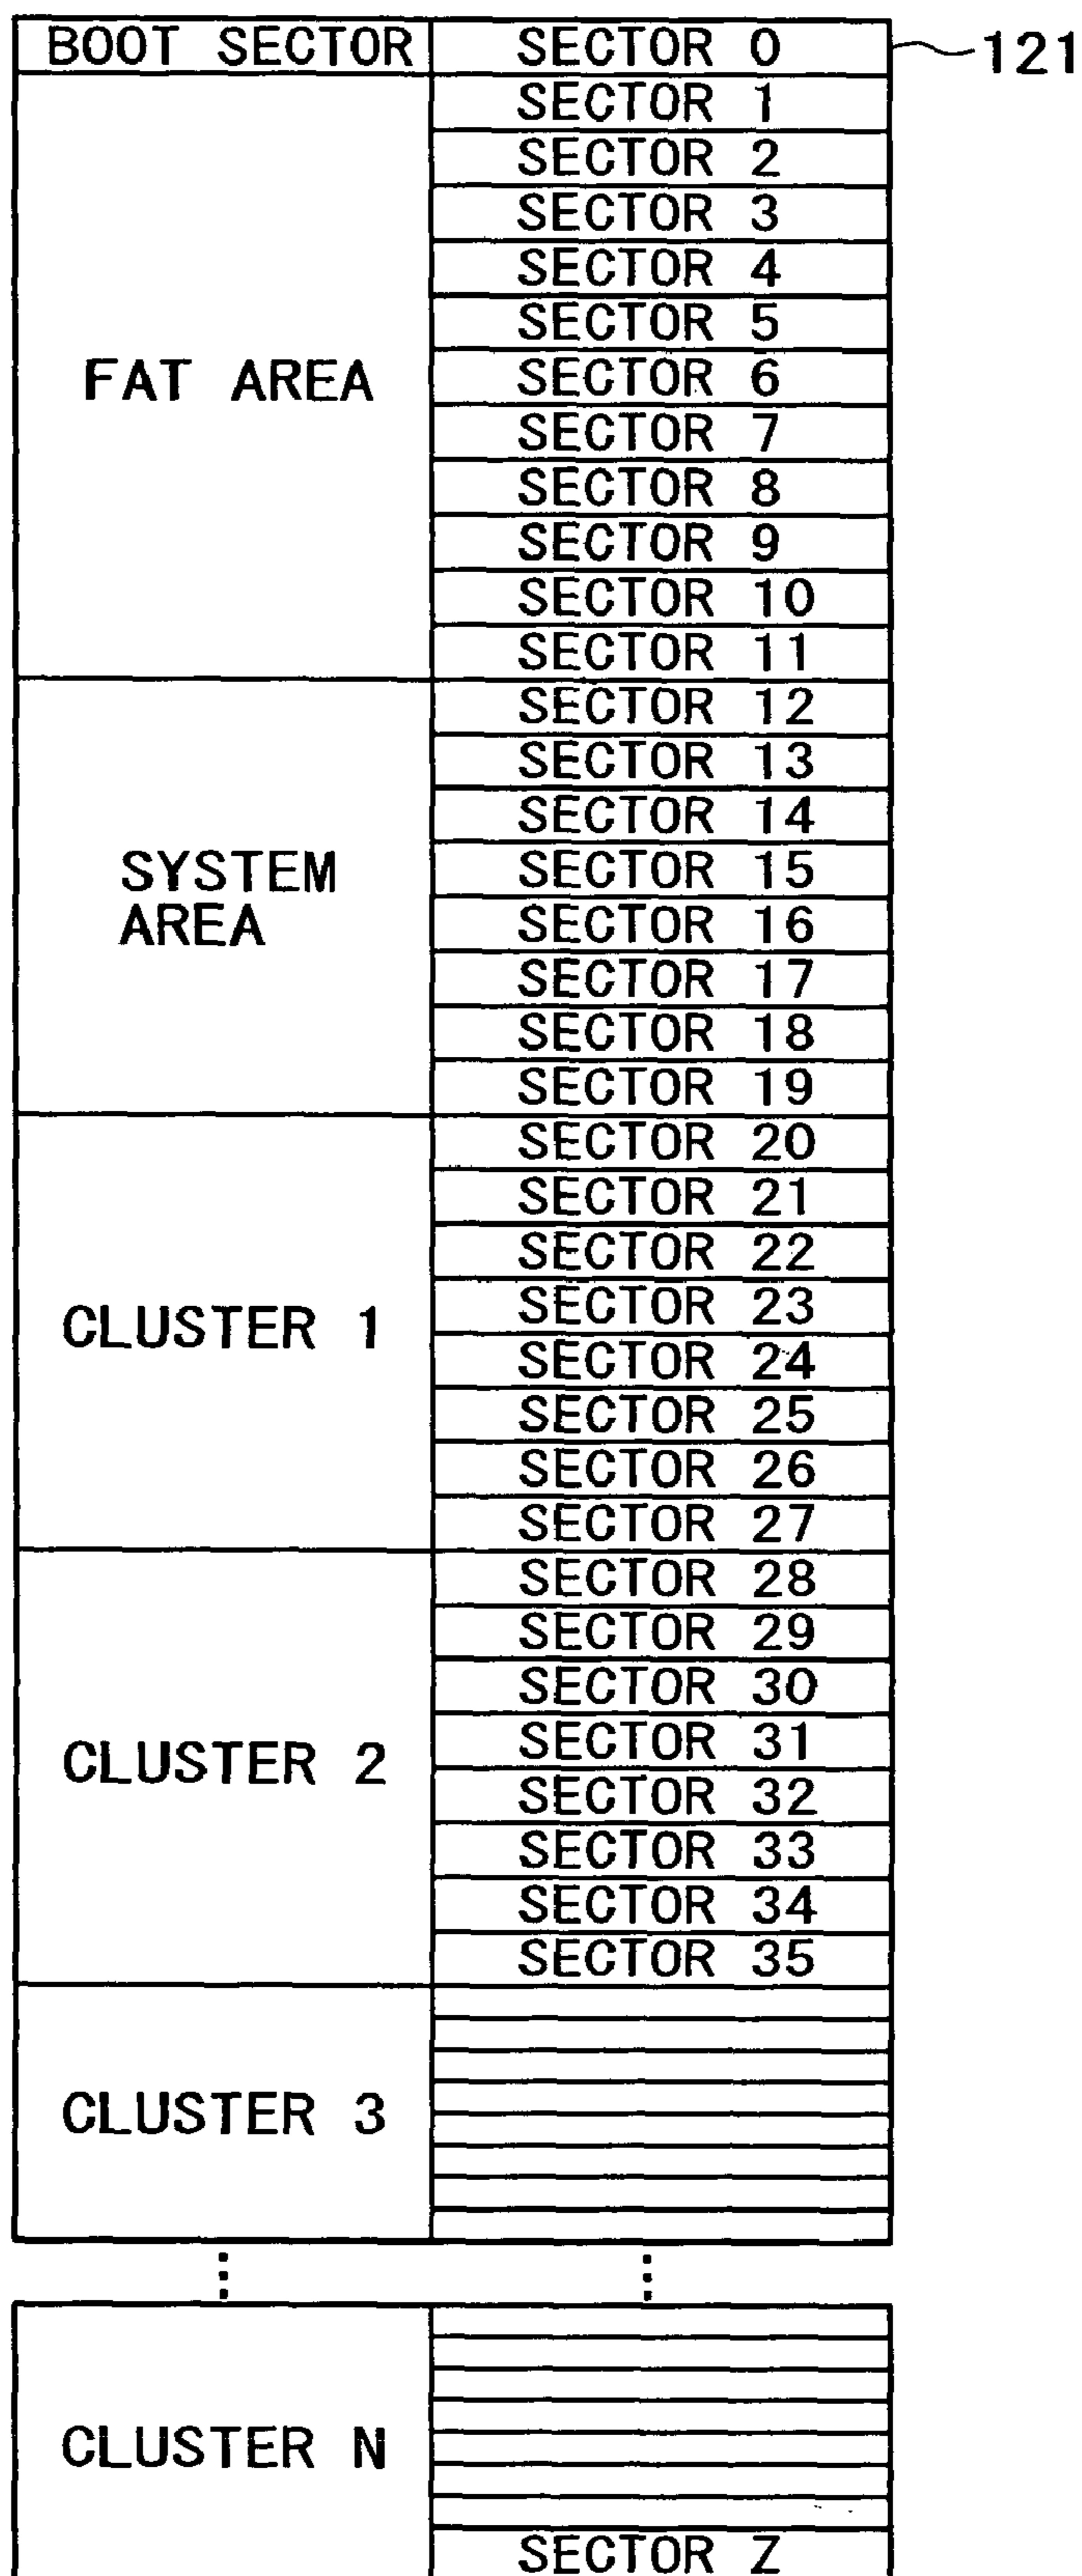 BOOT SECTOR SECTOR 0 121
SECTOR 1
SECTOR 2
SECTOR 3
SECTOR 4
SECTOR 5
FAT AREA SECTOR 6
SECTOR 7
SECTOR 8
SECTOR 9
SECTOR 10
SECTOR 11
SECTOR 12
SECTOR 13
SECTOR 14
SYSTEM SECTOR 15
AREA SECTOR 16
SECTOR 17
SECTOR 18
SECTOR 19
SECTOR 20
SECTOR 21
SECTOR 22
CLUSTER 1 SECTOR 23
SECTOR 24
SECTOR 25
SECTOR 26
SECTOR 27
SECTOR 28
SECTOR 29
SECTOR 30
CLUSTER 2 SECTOR 31
SECTOR 32
SECTOR 33
SECTOR 34
SECTOR 35
CLUSTER 3
CLUSTER N
SECTOR Z